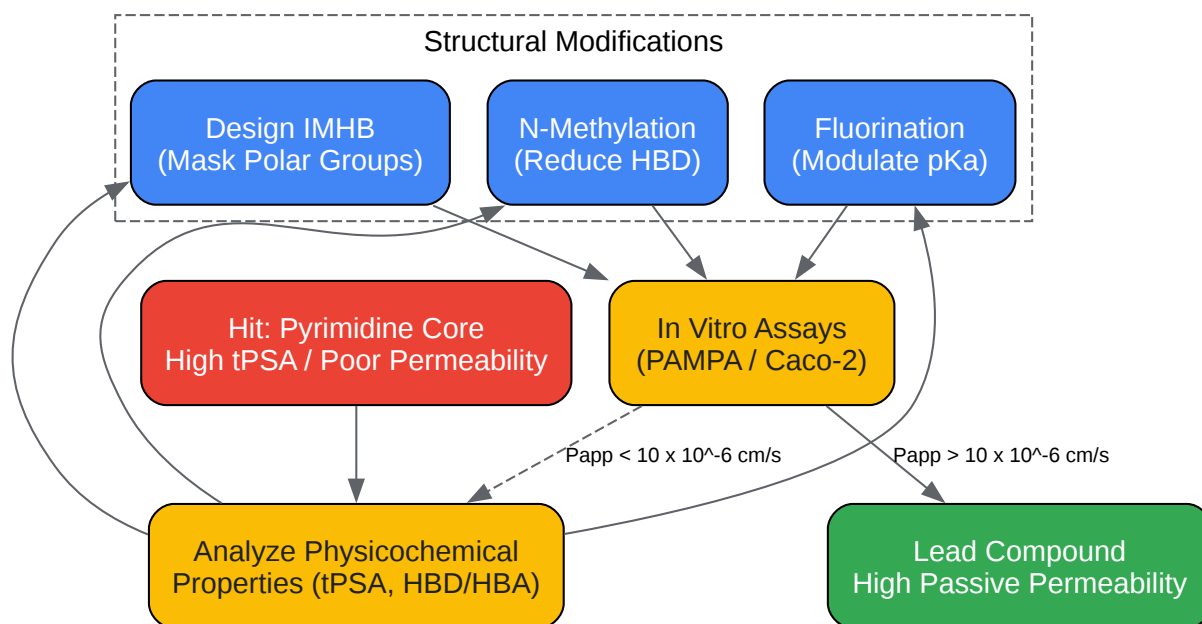 Structural Modifications
Design IMHB
(Mask Polar Groups)
N-Methylation
(Reduce HBD)
Fluorination
(Modulate pKa)
Hit: Pyrimidine Core
High tPSA / Poor Permeability
In Vitro Assays
(PAMPA / Caco-2)
Papp < 10 x 10^-6 cm/s
Papp > 10 x 10^-6 cm/s
Analyze Physicochemical
Properties (tPSA, HBD/HBA)
Lead Compound
High Passive Permeability